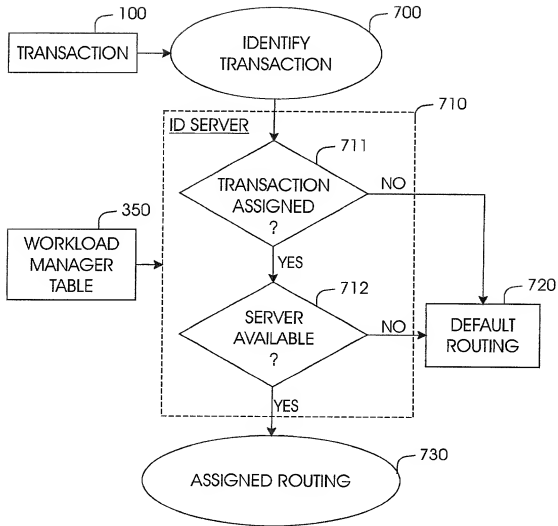 100
TRANSACTION
700
IDENTIFY
TRANSACTION
710
ID SERVER
711
TRANSACTION
ASSIGNED
?
NO
YES
350
WORKLOAD
MANAGER
TABLE
712
SERVER
AVAILABLE
?
NO
YES
720
DEFAULT
ROUTING
730
ASSIGNED ROUTING